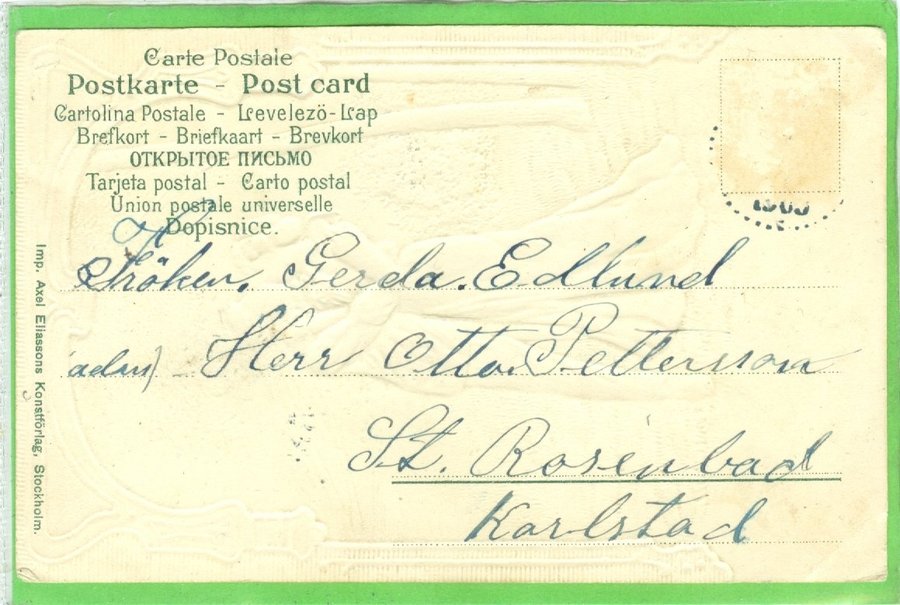 Carte Postale
Postkarte - Post card
Cartolina Postale - Levelező-Lap
Brefkort - Briefkaart - Brevkort
ОТКРЫТОЕ ПИСЬМО
Tarjeta postal - Carto postal
Union postale universelle
Dopisnice.
Fröken. Gerda. Edlund
Herr Otto. Pettersson
St. Rosenbad
Karlstad
Imp. Axel Eliassons Konstförlag, Stockholm.